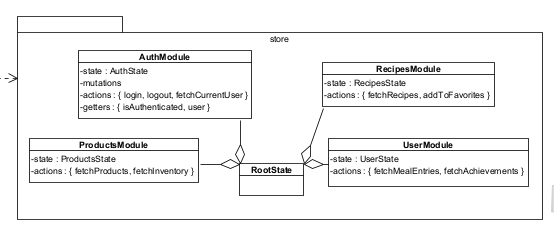 store
AuthModule
-state : AuthState
-mutations
-actions : { login, logout, fetchCurrentUser }
-getters : { isAuthenticated, user }
RecipesModule
-state : RecipesState
-actions : { fetchRecipes, addToFavorites }
ProductsModule
-state : ProductsState
-actions : { fetchProducts, fetchInventory }
RootState
UserModule
-state : UserState
-actions : { fetchMealEntries, fetchAchievements }